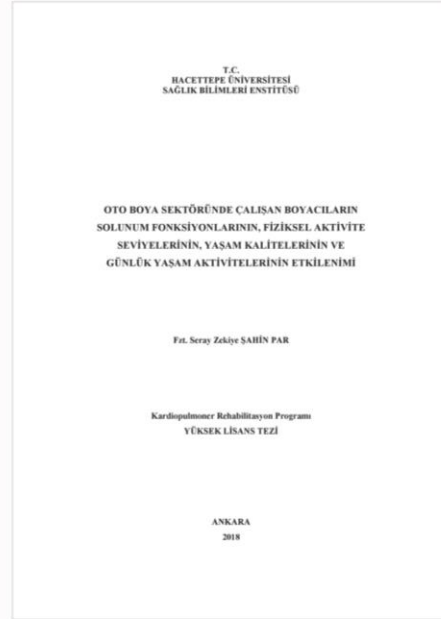 T.C.
HACETTEPE ÜNİVERSİTESİ
SAĞLIK BİLİMLERİ ENSTİTÜSÜ
OTO BOYA SEKTÖRÜNDE ÇALIŞAN BOYACILARIN
SOLUNUM FONKSİYONLARININ, FİZİKSEL AKTİVİTE
SEVİYELERİNİN, YAŞAM KALİTELERİNİN VE
GÜNLÜK YAŞAM AKTİVİTELERİNİN ETKİLENİMİ
Fzt. Seray Zekiye ŞAHİN PAR
Kardiopulmoner Rehabilitasyon Programı
YÜKSEK LİSANS TEZİ
ANKARA
2018